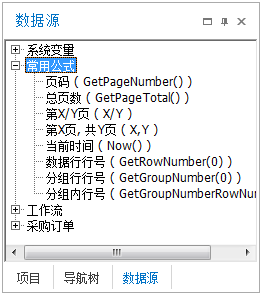 数据源
系统变量
常用公式
页码 ( GetPageNumber() )
总页数 ( GetPageTotal() )
第X/Y页 ( X/Y )
第X页, 共Y页 ( X,Y )
当前时间 ( Now() )
数据行行号 ( GetRowNumber(0) )
分组行行号 ( GetGroupNumber(0) )
分组内行号 ( GetGroupNumberRowNum
工作流
采购订单
项目 导航树 数据源